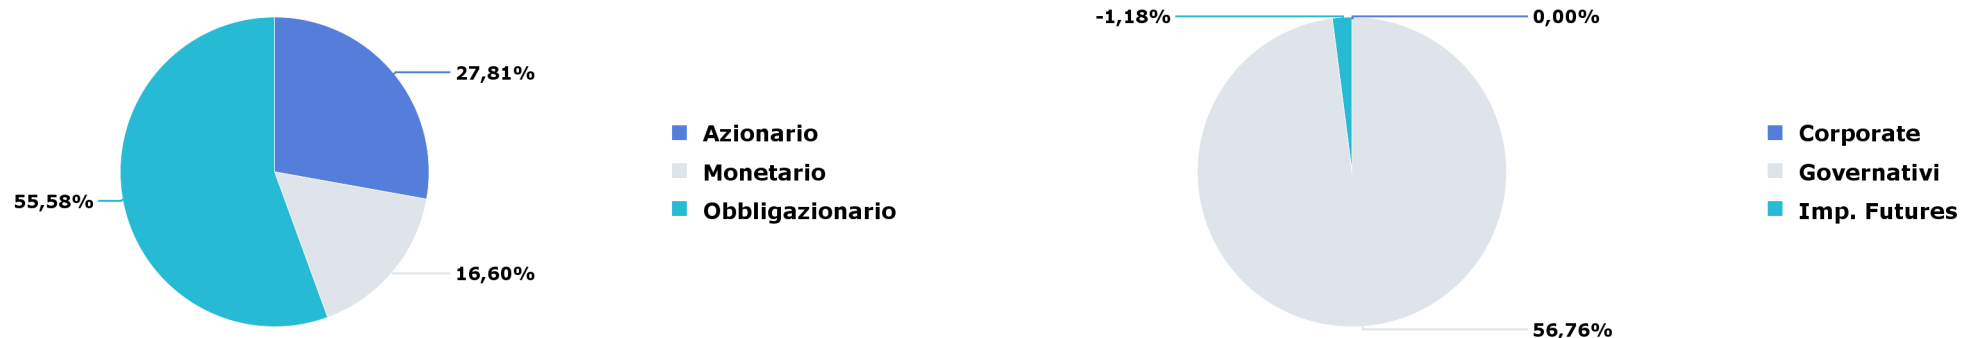 27,81%
55,58%
16,60%
Azionario
Monetario
Obbligazionario
-1,18%
0,00%
56,76%
Corporate
Governativi
Imp. Futures